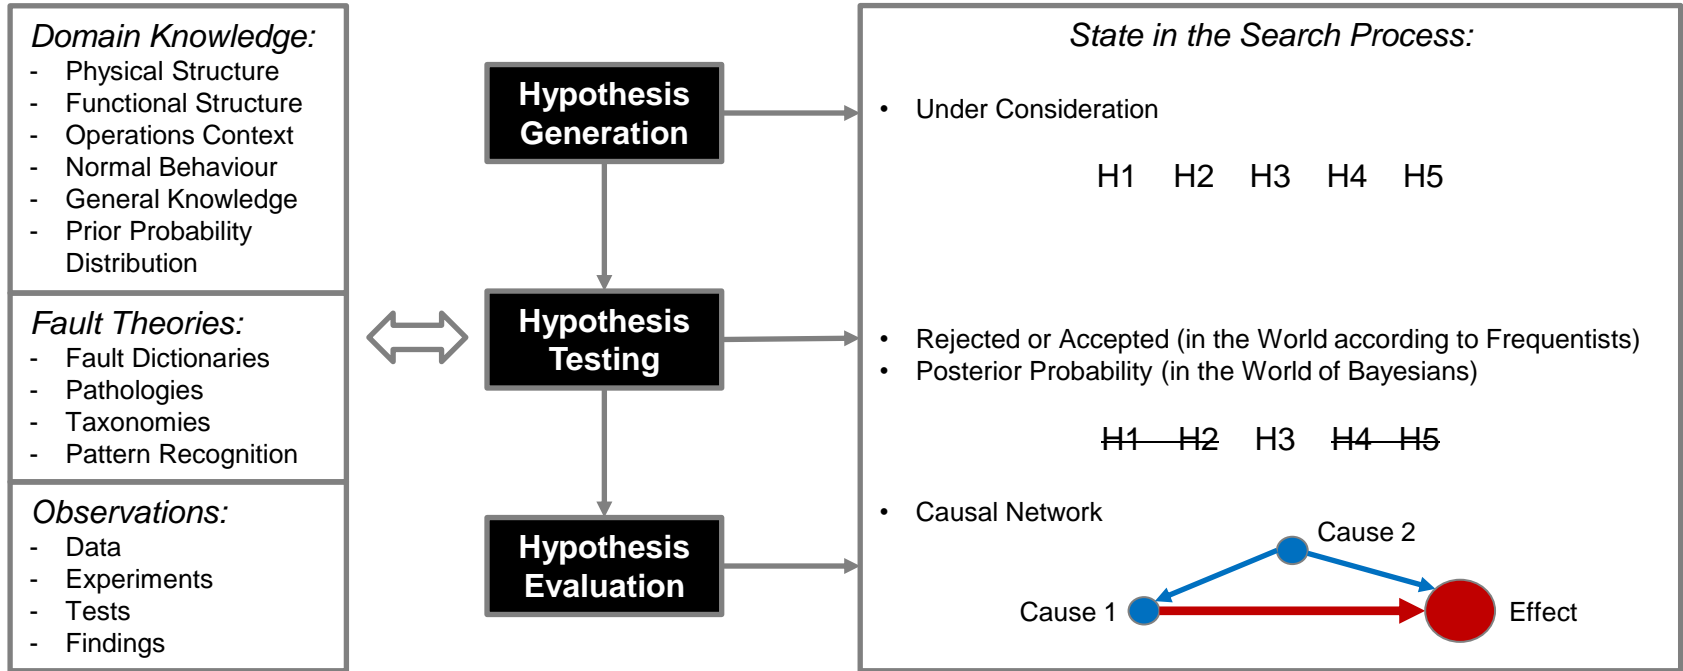 Domain Knowledge:
- Physical Structure
- Functional Structure
- Operations Context
- Normal Behaviour
- General Knowledge
- Prior Probability
Distribution
Fault Theories:
- Fault Dictionaries
- Pathologies
- Taxonomies
- Pattern Recognition
Observations:
- Data
- Experiments
- Tests
- Findings
Hypothesis
Generation
Hypothesis
Testing
Hypothesis
Evaluation
State in the Search Process:
• Under Consideration
H1 H2 H3 H4 H5
• Rejected or Accepted (in the World according to Frequentists)
• Posterior Probability (in the World of Bayesians)
H1 H2 H3 H4 H5
• Causal Network
Cause 2
Cause 1
Effect